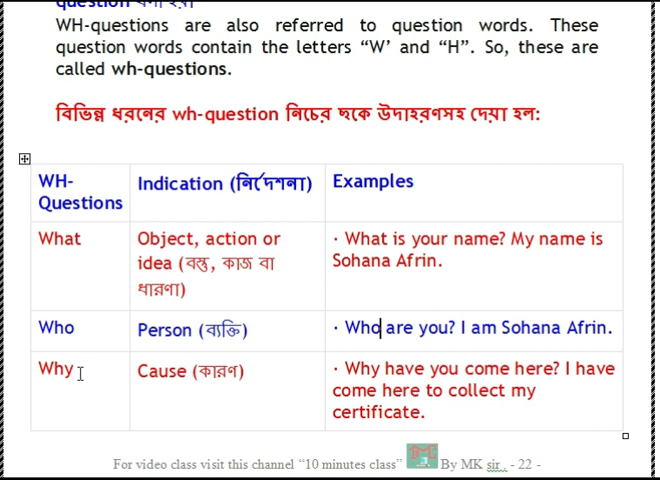 question বলা হয়।
WH-questions are also referred to question words. These
question words contain the letters “W’ and “H”. So, these are
called wh-questions.
বিভিন্ন ধরনের wh-question নিচের ছকে উদাহরণসহ দেয়া হল:
WH-
Questions
Indication (নির্দেশনা)
Examples
What
Object, action or
idea (বস্তু, কাজ বা
ধারণা)
· What is your name? My name is
Sohana Afrin.
Who
Person (ব্যক্তি)
· Who are you? I am Sohana Afrin.
Why
Cause (কারণ)
· Why have you come here? I have
come here to collect my
certificate.
For video class visit this channel “10 minutes class” By MK sir.. - 22 -